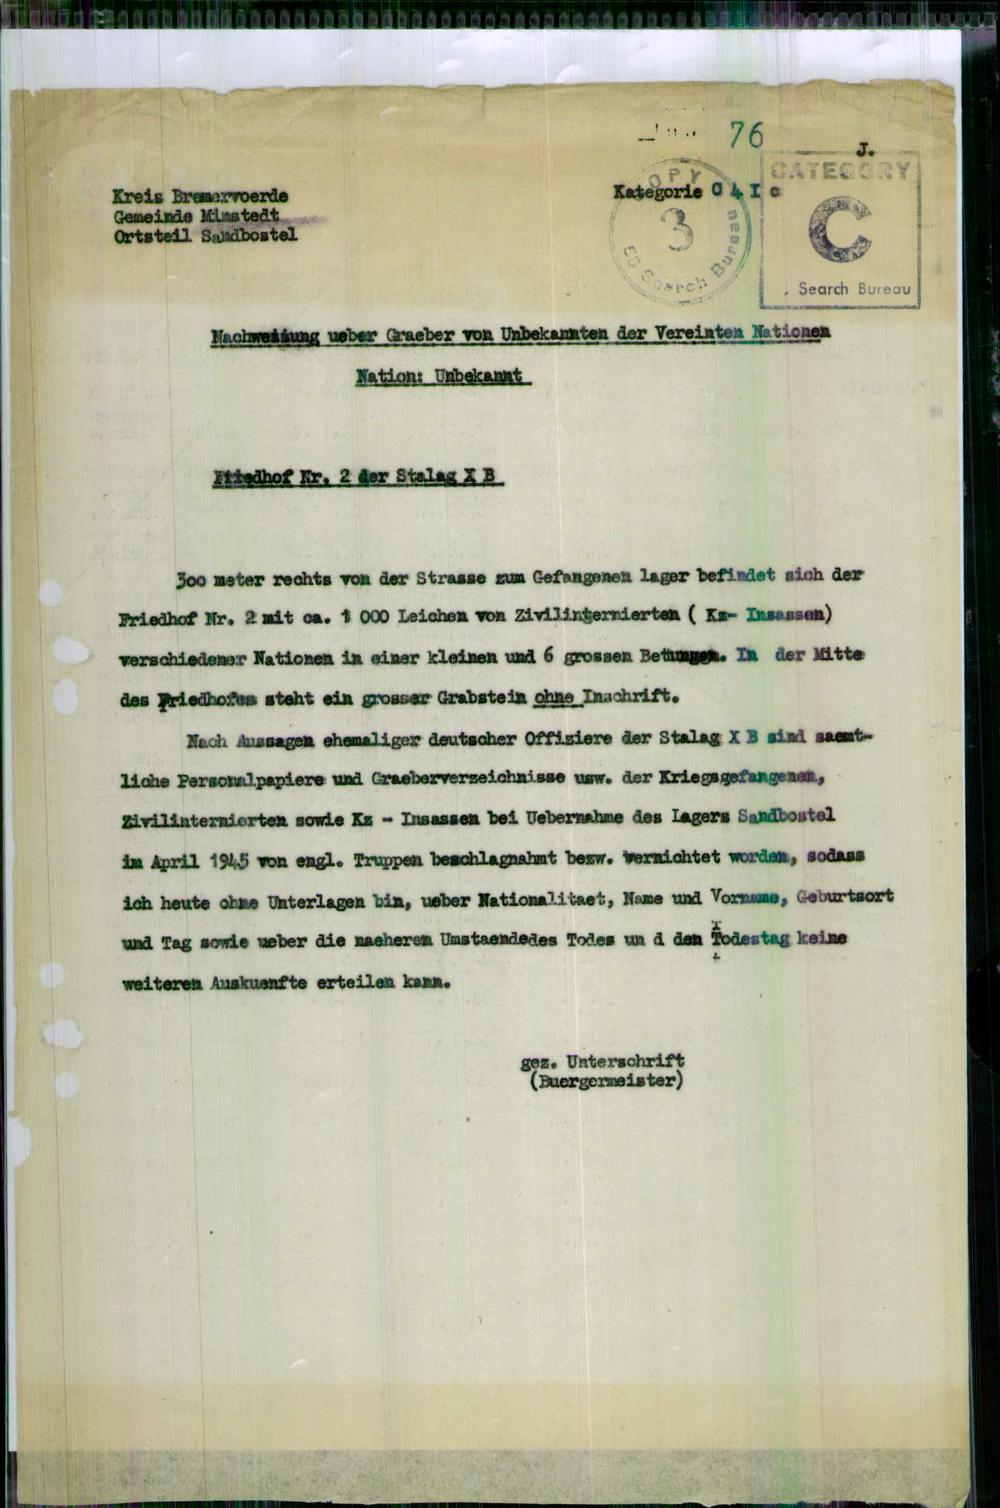 76
J.
Kreis Bremervoerde
Gemeinde Minstedt
Ortsteil Sandbostel
Kategorie C 4 I c
OPY
3
50 Search Bureau
CATEGORY
C
Search Bureau
Nachweisung ueber Graeber von Unbekannten der Vereinten Nationen
Nation: Unbekannt
Friedhof Nr. 2 der Stalag X B
3oo meter rechts von der Strasse zum Gefangenen lager befindet sich der
Friedhof Nr. 2 mit ca. 1 000 Leichen von Zivilinternierten ( Kz- Insassen)
verschiedener Nationen in einer kleinen und 6 grossen Bettungen. In der Mitte
des Friedhofes steht ein grosser Grabstein ohne Inschrift.
Nach Aussagen ehemaliger deutscher Offiziere der Stalag X B sind saemt-
liche Personalpapiere und Graeberverzeichnisse usw. der Kriegsgefangenen,
Zivilinternierten sowie Kz - Insassen bei Uebernahme des Lagers Sandbostel
im April 1945 von engl. Truppen beschlagnahmt bezw. vernichtet worden, sodass
ich heute ohne Unterlagen bin, ueber Nationalitaet, Name und Vorname, Geburtsort
und Tag sowie ueber die naeheren Umstaendedes Todes un d den Todestag keine
weiteren Auskuenfte erteilen kann.
gez. Unterschrift
(Buergermeister)